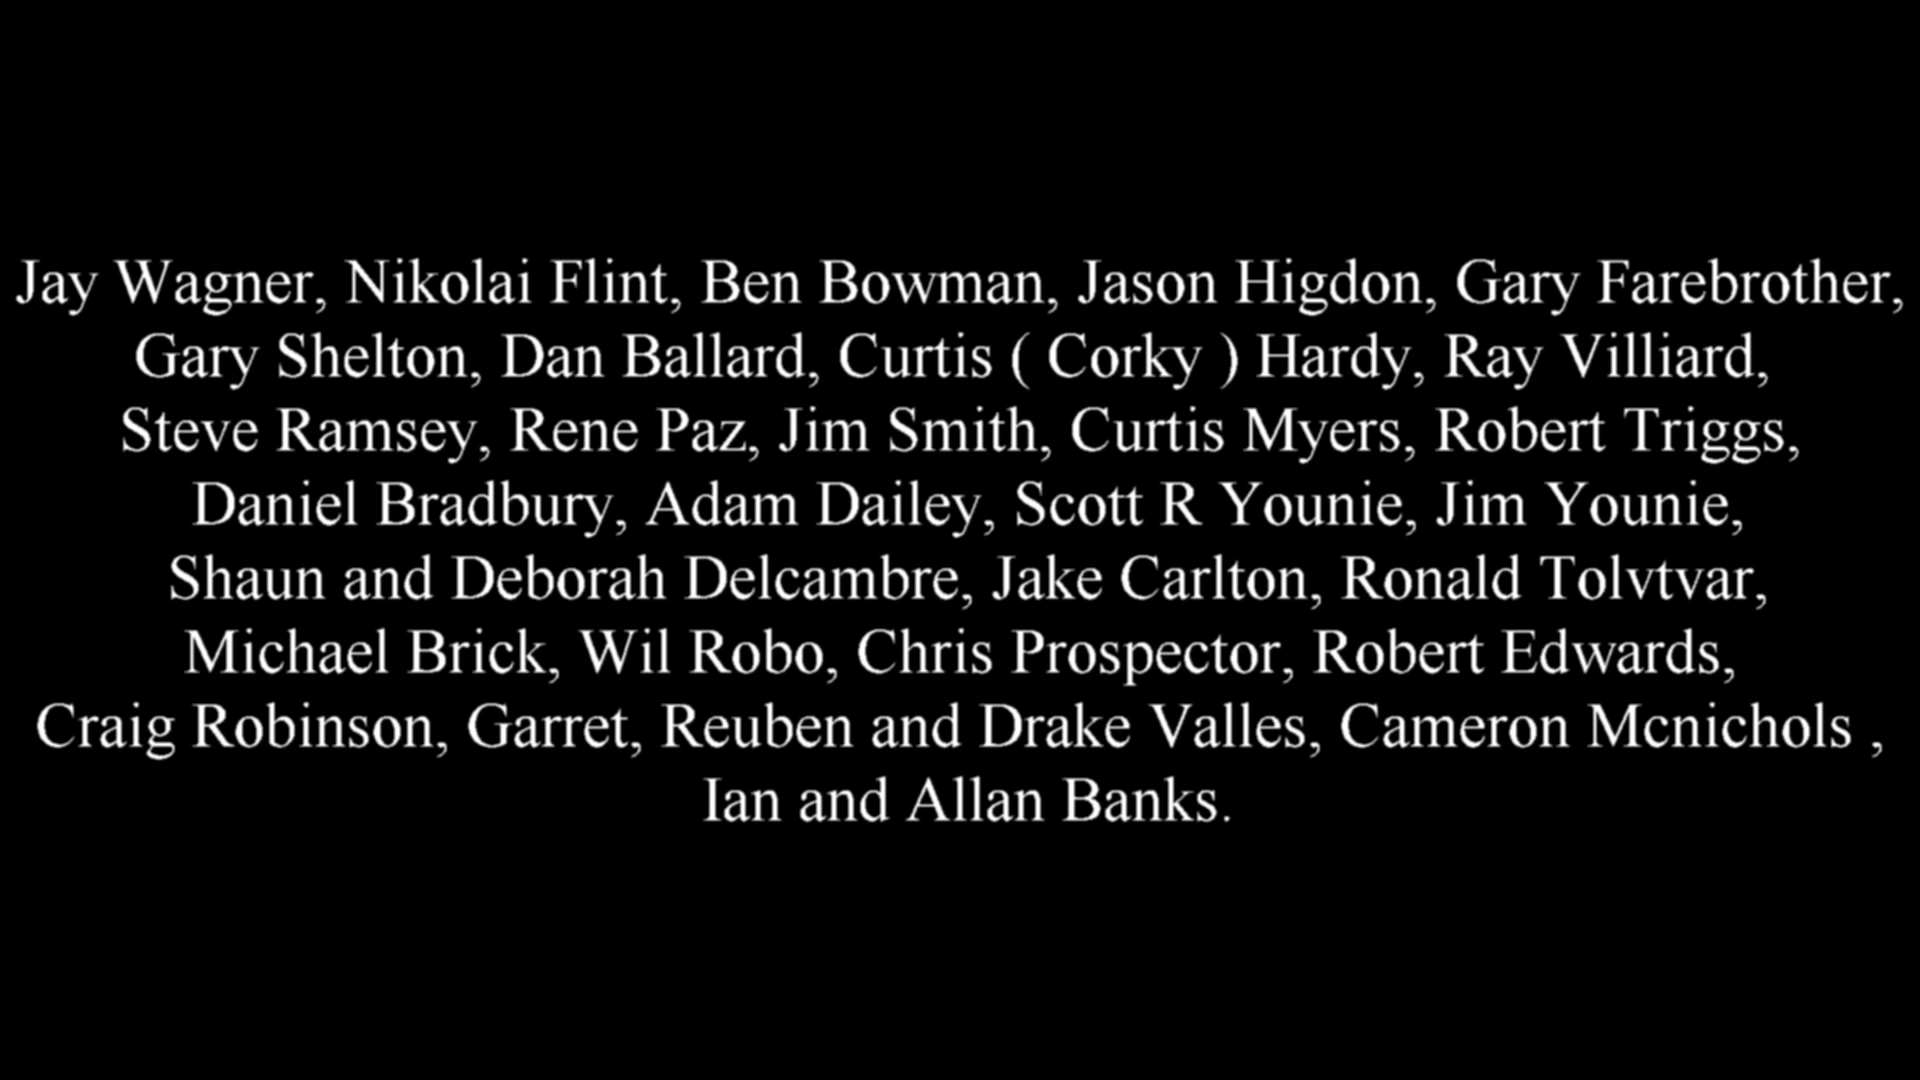 Jay Wagner, Nikolai Flint, Ben Bowman, Jason Higdon, Gary Farebrother,
Gary Shelton, Dan Ballard, Curtis ( Corky ) Hardy, Ray Villiard,
Steve Ramsey, Rene Paz, Jim Smith, Curtis Myers, Robert Triggs,
Daniel Bradbury, Adam Dailey, Scott R Younie, Jim Younie,
Shaun and Deborah Delcambre, Jake Carlton, Ronald Tolvtvar,
Michael Brick, Wil Robo, Chris Prospector, Robert Edwards,
Craig Robinson, Garret, Reuben and Drake Valles, Cameron Mcnichols ,
Ian and Allan Banks.